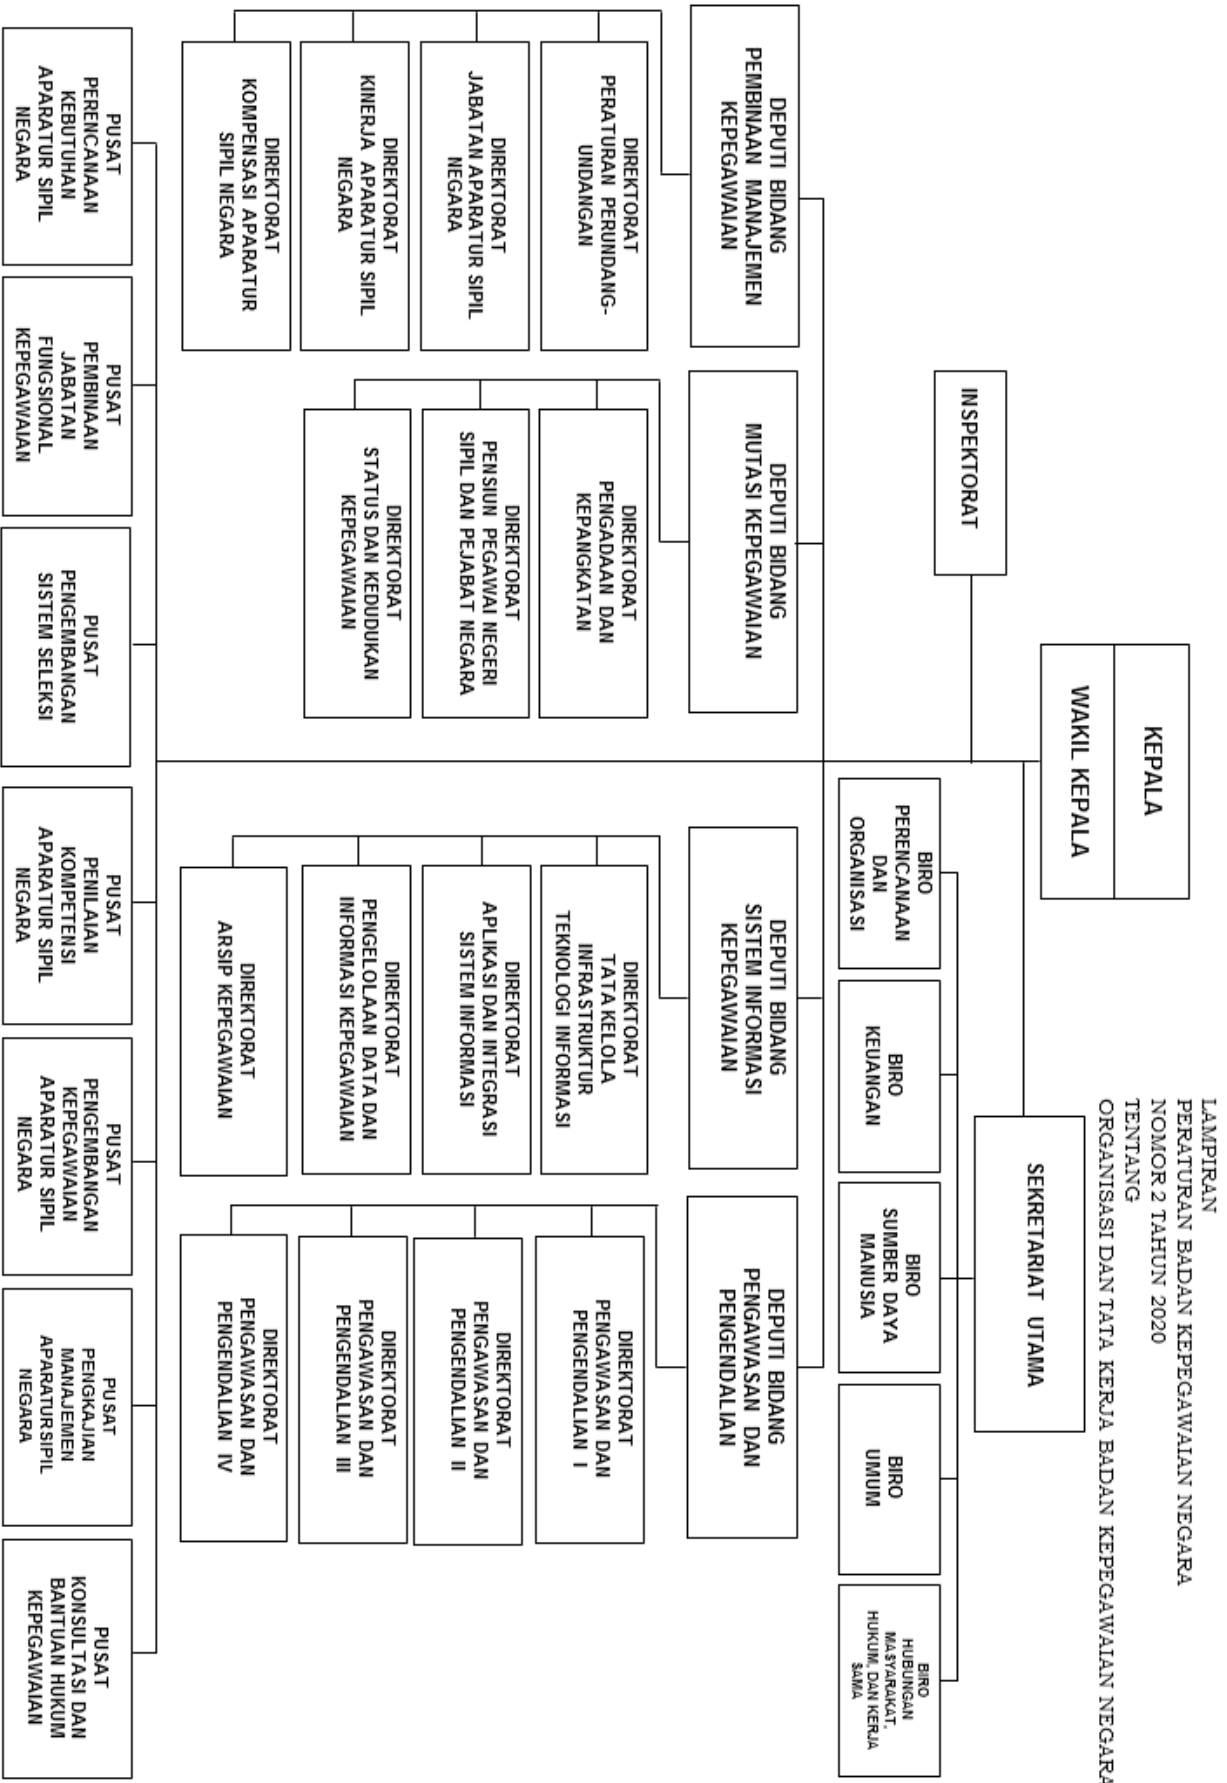 LAMPIRAN
PERATURAN BADAN KEPEGAWAIAN NEGARA
NOMOR 2 TAHUN 2020
TENTANG
ORGANISASI DAN TATA KERJA BADAN KEPEGAWAIAN NEGARA
KEPALA
WAKIL KEPALA
INSPEKTORAT
SEKRETARIAT UTAMA
BIRO
PERENCANAAN
DAN
ORGANISASI
BIRO
KEUANGAN
BIRO
SUMBER DAYA
MANUSIA
BIRO
UMUM
BIRO
HUBUNGAN
MASYARAKAT,
HUKUM, DAN KERJA
SAMA
DEPUTI BIDANG
PEMBINAAN MANAJEMEN
KEPEGAWAIAN
DIREKTORAT
PERATURAN PERUNDANG-
UNDANGAN
DIREKTORAT
JABATAN APARATUR SIPIL
NEGARA
DIREKTORAT
KINERJA APARATUR SIPIL
NEGARA
DIREKTORAT
KOMPENSASI APARATUR
SIPIL NEGARA
DEPUTI BIDANG
MUTASI KEPEGAWAIAN
DIREKTORAT
PENGADAAN DAN
KEPANGKATAN
DIREKTORAT
PENSIUN PEGAWAI NEGERI
SIPIL DAN PEJABAT NEGARA
DIREKTORAT
STATUS DAN KEDUDUKAN
KEPEGAWAIAN
DEPUTI BIDANG
SISTEM INFORMASI
KEPEGAWAIAN
DIREKTORAT
TATA KELOLA
INFRASTRUKTUR
TEKNOLOGI INFORMASI
DIREKTORAT
APLIKASI DAN INTEGRASI
SISTEM INFORMASI
DIREKTORAT
PENGELOLAAN DATA DAN
INFORMASI KEPEGAWAIAN
DIREKTORAT
ARSIP KEPEGAWAIAN
DEPUTI BIDANG
PENGAWASAN DAN
PENGENDALIAN
DIREKTORAT
PENGAWASAN DAN
PENGENDALIAN I
DIREKTORAT
PENGAWASAN DAN
PENGENDALIAN II
DIREKTORAT
PENGAWASAN DAN
PENGENDALIAN III
DIREKTORAT
PENGAWASAN DAN
PENGENDALIAN IV
PUSAT
PERENCANAAN
KEBUTUHAN
APARATUR SIPIL
NEGARA
PUSAT
PEMBINAAN
JABATAN
FUNGSIONAL
KEPEGAWAIAN
PUSAT
PENGEMBANGAN
SISTEM SELEKSI
PUSAT
PENILAIAN
KOMPETENSI
APARATUR SIPIL
NEGARA
PUSAT
PENGEMBANGAN
KEPEGAWAIAN
APARATUR SIPIL
NEGARA
PUSAT
PENGKAJIAN
MANAJEMEN
APARATURSIPIL
NEGARA
PUSAT
KONSULTASI DAN
BANTUAN HUKUM
KEPEGAWAIAN